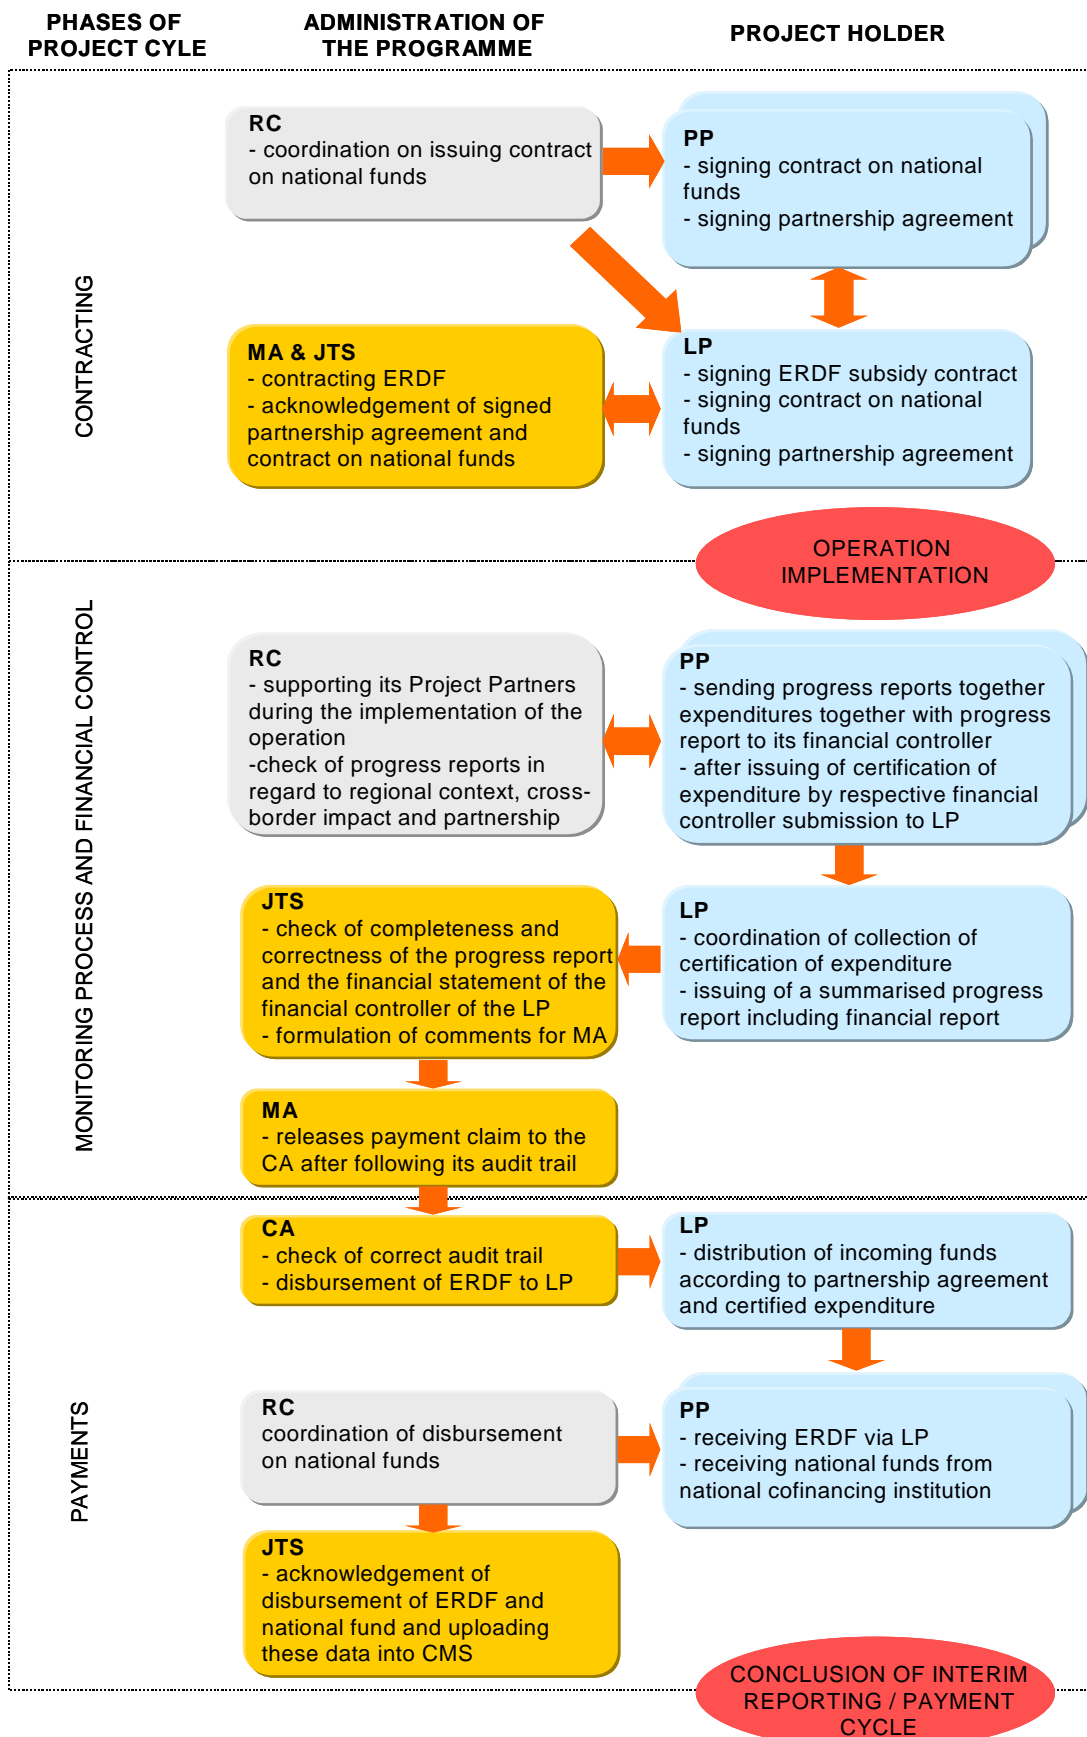 PHASES OF
PROJECT CYLE
ADMINISTRATION OF
THE PROGRAMME
PROJECT HOLDER
CONTRACTING
RC
- coordination on issuing contract
on national funds
PP
- signing contract on national
funds
- signing partnership agreement
MA & JTS
- contracting ERDF
- acknowledgement of signed
partnership agreement and
contract on national funds
LP
- signing ERDF subsidy contract
- signing contract on national
funds
- signing partnership agreement
OPERATION
IMPLEMENTATION
MONITORING PROCESS AND FINANCIAL CONTROL
RC
- supporting its Project Partners
during the implementation of the
operation
-check of progress reports in
regard to regional context, cross-
border impact and partnership
PP
- sending progress reports together
expenditures together with progress
report to its financial controller
- after issuing of certification of
expenditure by respective financial
controller submission to LP
JTS
- check of completeness and
correctness of the progress report
and the financial statement of the
financial controller of the LP
- formulation of comments for MA
LP
- coordination of collection of
certification of expenditure
- issuing of a summarised progress
report including financial report
MA
- releases payment claim to the
CA after following its audit trail
PAYMENTS
CA
- check of correct audit trail
- disbursement of ERDF to LP
LP
- distribution of incoming funds
according to partnership agreement
and certified expenditure
RC
coordination of disbursement
on national funds
PP
- receiving ERDF via LP
- receiving national funds from
national cofinancing institution
JTS
- acknowledgement of
disbursement of ERDF and
national fund and uploading
these data into CMS
CONCLUSION OF INTERIM
REPORTING / PAYMENT
CYCLE